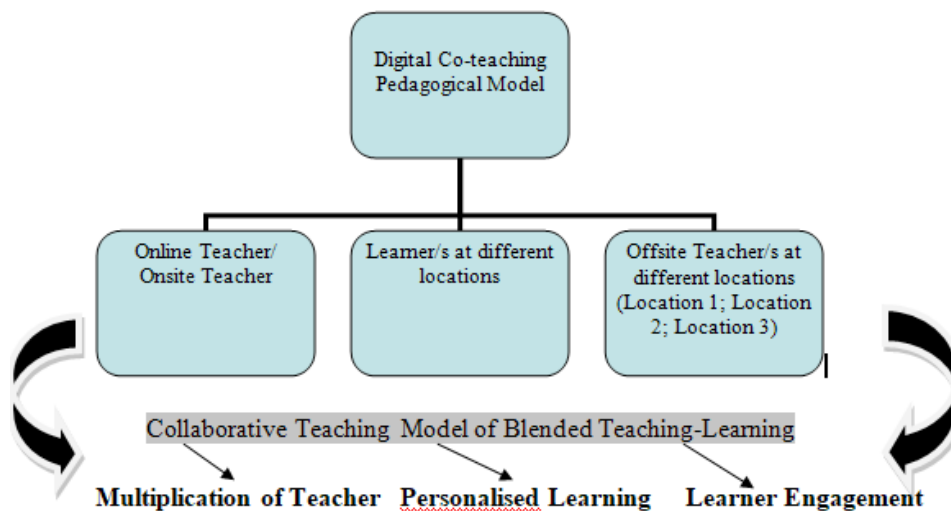 Digital Co-teaching
Pedagogical Model
Online Teacher/
Onsite Teacher
Learner/s at different
locations
Offsite Teacher/s at
different locations
(Location 1; Location
2; Location 3)
Collaborative Teaching Model of Blended Teaching-Learning
Multiplication of Teacher Personalised Learning Learner Engagement